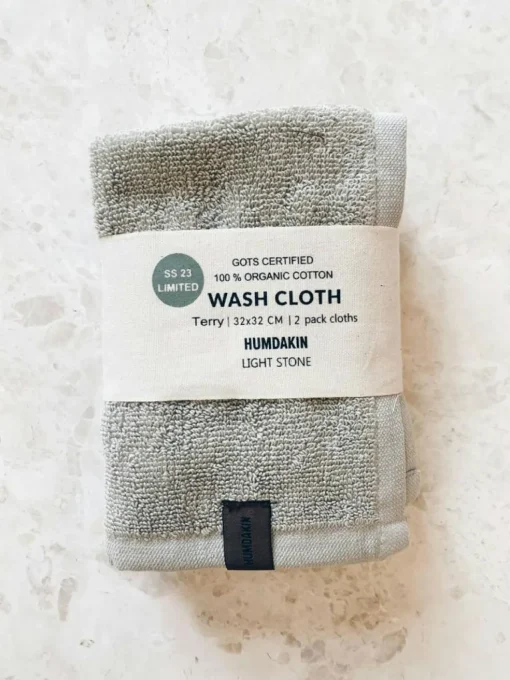 SS 23
LIMITED
GOTS CERTIFIED
100 % ORGANIC COTTON
WASH CLOTH
Terry | 32x32 CM | 2 pack cloths
HUMDAKIN
LIGHT STONE
HUMDAKIN